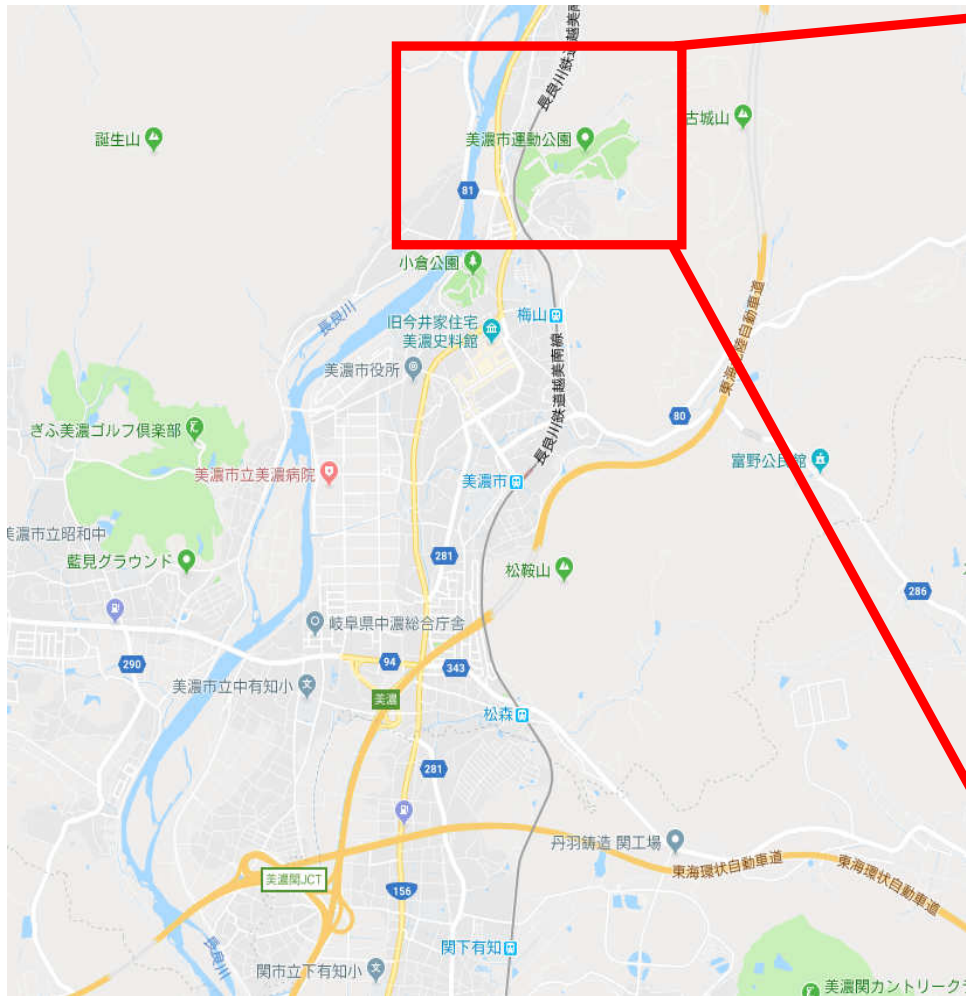 長良川鉄道越美南
誕生山
美濃市運動公園
古城山
81
小倉公園
長良川
旧今井家住宅
美濃史料館
梅山
美濃市役所
東海
陸自動車道
長良川鉄道越美南線
80
ぎふ美濃ゴルフ倶楽部
美濃市立美濃病院
美濃市
富野公民館
美濃市立昭和中
藍見グラウンド
281
松鞍山
286
岐阜県中濃総合庁舎
290
94
343
美濃市立中有知小
美濃
松森
281
丹羽鋳造 関工場
東海環状自動車道
東海環状自動車道
美濃関JCT
156
長良川
関下有知
関市立下有知小
美濃関カントリーク